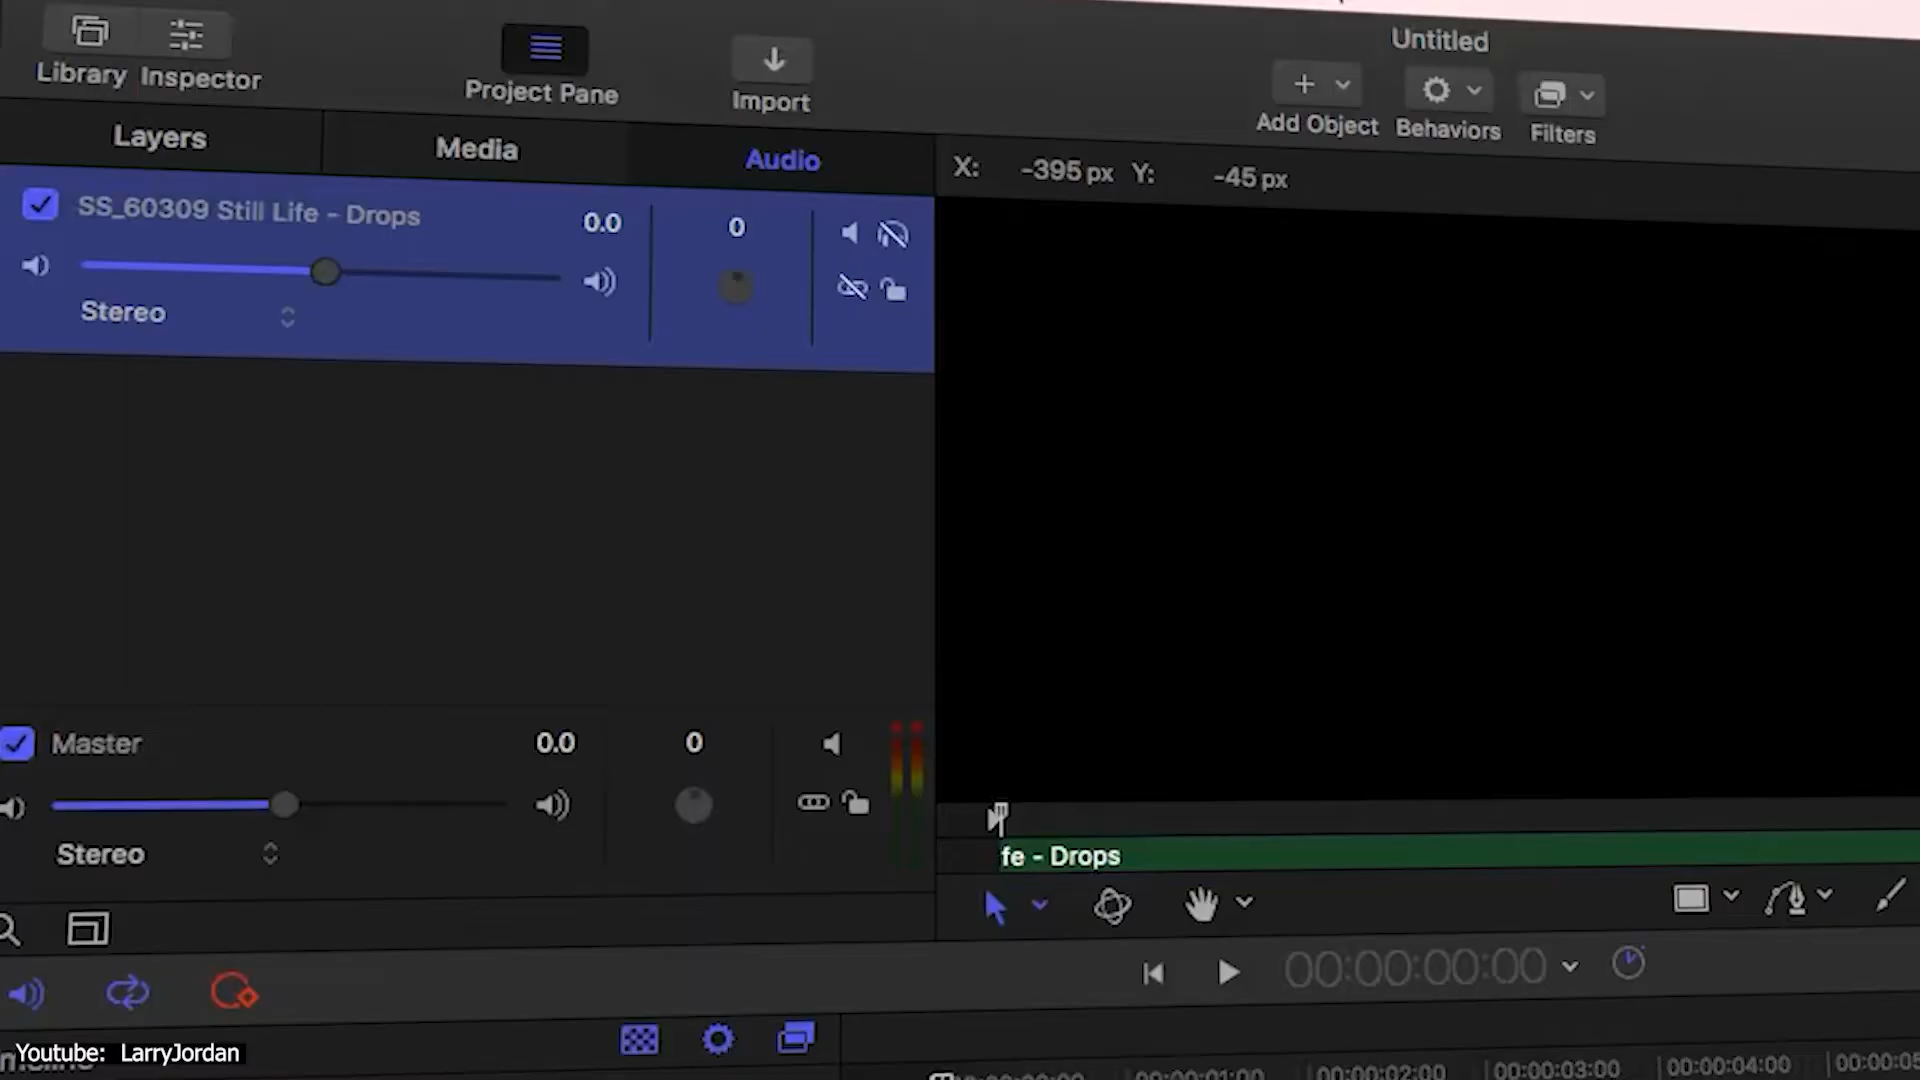 Untitled
Library Inspector
Project Pane
Import
Add Object Behaviors Filters
Layers Media Audio
X: -395 px Y: -45 px
SS_60309 Still Life - Drops 0.0 0
Stereo
Master 0.0 0
Stereo
fe - Drops
00:00:00:00
Youtube: LarryJordan
00:00:01:00 00:00:02:00 00:00:03:00 00:00:04:00